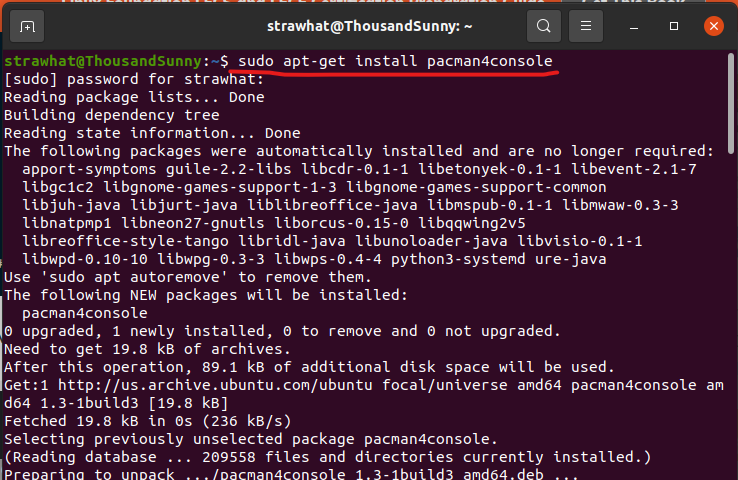 strawhat@ThousandSunny: ~
strawhat@ThousandSunny:~$ sudo apt-get install pacman4console
[sudo] password for strawhat:
Reading package lists... Done
Building dependency tree
Reading state information... Done
The following packages were automatically installed and are no longer required:
  apport-symptoms guile-2.2-libs libcdr-0.1-1 libetonyek-0.1-1 libevent-2.1-7
  libgc1c2 libgnome-games-support-1-3 libgnome-games-support-common
  libjuh-java libjurt-java liblibreoffice-java libmspub-0.1-1 libmwaw-0.3-3
  libnatpmp1 libneon27-gnutls liborcus-0.15-0 libqqwing2v5
  libreoffice-style-tango libridl-java libunoloader-java libvisio-0.1-1
  libwpd-0.10-10 libwpg-0.3-3 libwps-0.4-4 python3-systemd ure-java
Use 'sudo apt autoremove' to remove them.
The following NEW packages will be installed:
  pacman4console
0 upgraded, 1 newly installed, 0 to remove and 0 not upgraded.
Need to get 19.8 kB of archives.
After this operation, 89.1 kB of additional disk space will be used.
Get:1 http://us.archive.ubuntu.com/ubuntu focal/universe amd64 pacman4console am
d64 1.3-1build3 [19.8 kB]
Fetched 19.8 kB in 0s (236 kB/s)
Selecting previously unselected package pacman4console.
(Reading database ... 209558 files and directories currently installed.)
Preparing to unpack .../pacman4console_1.3-1build3_amd64.deb ...